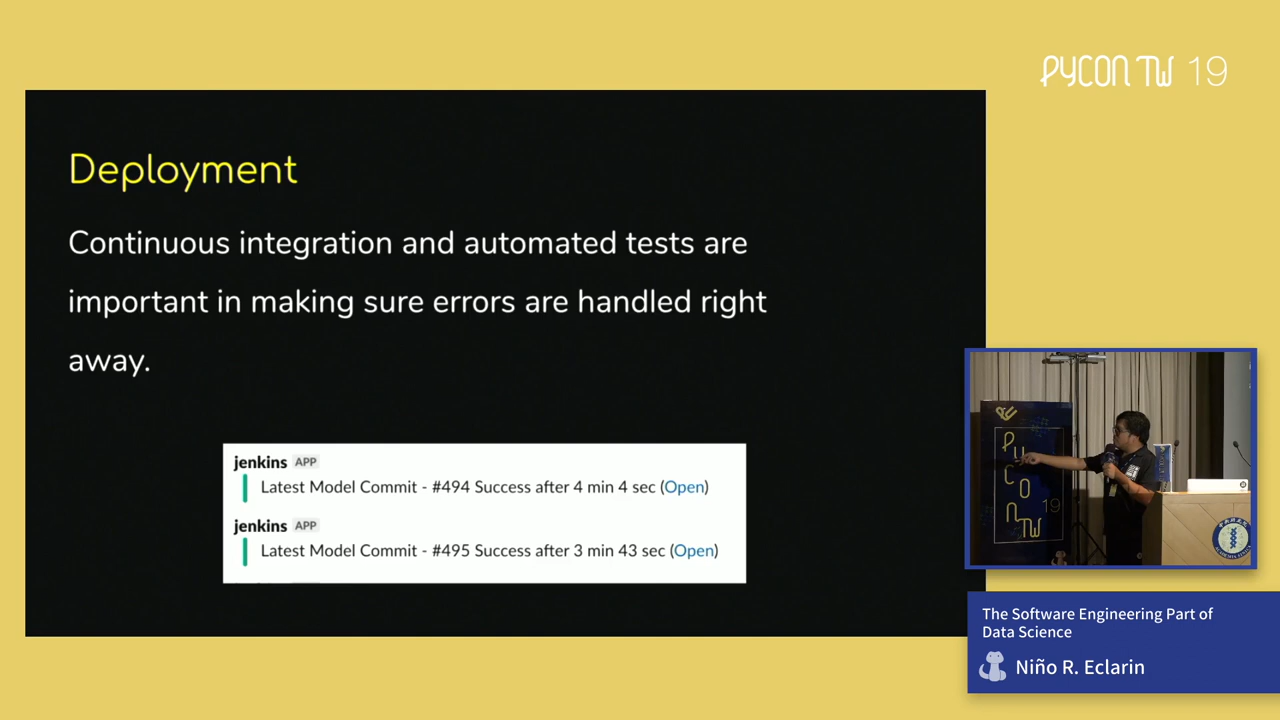 PYCON TW 19
Deployment
Continuous integration and automated tests are
important in making sure errors are handled right
away.
jenkins APP
Latest Model Commit - #494 Success after 4 min 4 sec (Open)
jenkins APP
Latest Model Commit - #495 Success after 3 min 43 sec (Open)
PYCONTW
19
The Software Engineering Part of
Data Science
Niño R. Eclarin